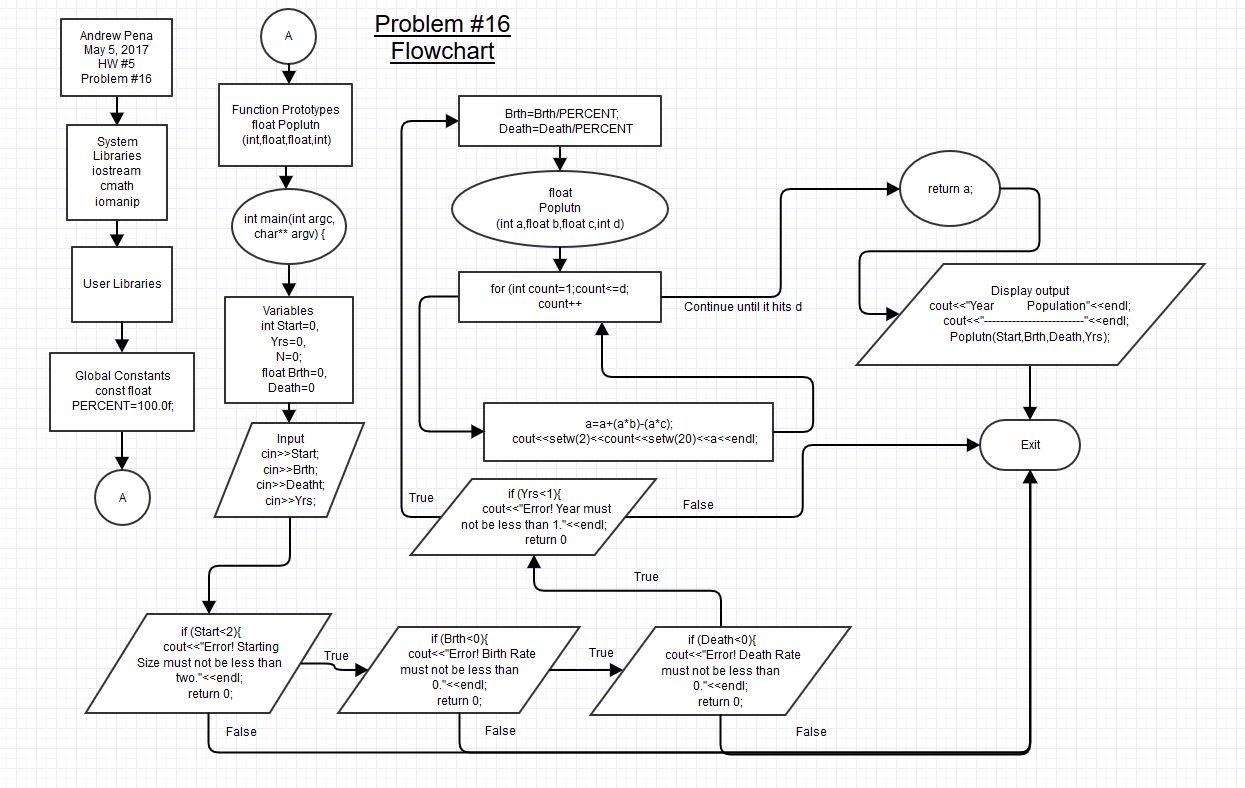 Problem #16
Flowchart
Andrew Pena
May 5, 2017
HW #5
Problem #16
System
Libraries
iostream
cmath
iomanip
User Libraries
Global Constants
const float
PERCENT=100.0f;
A
A
Function Prototypes
float Poplutn
(int,float,float,int)
int main(int argc,
char** argv) {
Variables
int Start=0,
Yrs=0,
N=0;
float Brth=0,
Death=0
Input
cin>>Start;
cin>>Brth;
cin>>Deatht;
cin>>Yrs;
if (Start<2){
cout<<"Error! Starting
Size must not be less than
two."<<endl;
return 0;
True
False
if (Brth<0){
cout<<"Error! Birth Rate
must not be less than
0."<<endl;
return 0;
True
False
if (Death<0){
cout<<"Error! Death Rate
must not be less than
0."<<endl;
return 0;
True
False
if (Yrs<1){
cout<<"Error! Year must
not be less than 1."<<endl;
return 0
True
False
Brth=Brth/PERCENT;
Death=Death/PERCENT
float
Poplutn
(int a,float b,float c,int d)
for (int count=1;count<=d;
count++
Continue until it hits d
a=a+(a*b)-(a*c);
cout<<setw(2)<<count<<setw(20)<<a<<endl;
return a;
Display output
cout<<"Year Population"<<endl;
cout<<"-------------------------"<<endl;
Poplutn(Start,Brth,Death,Yrs);
Exit